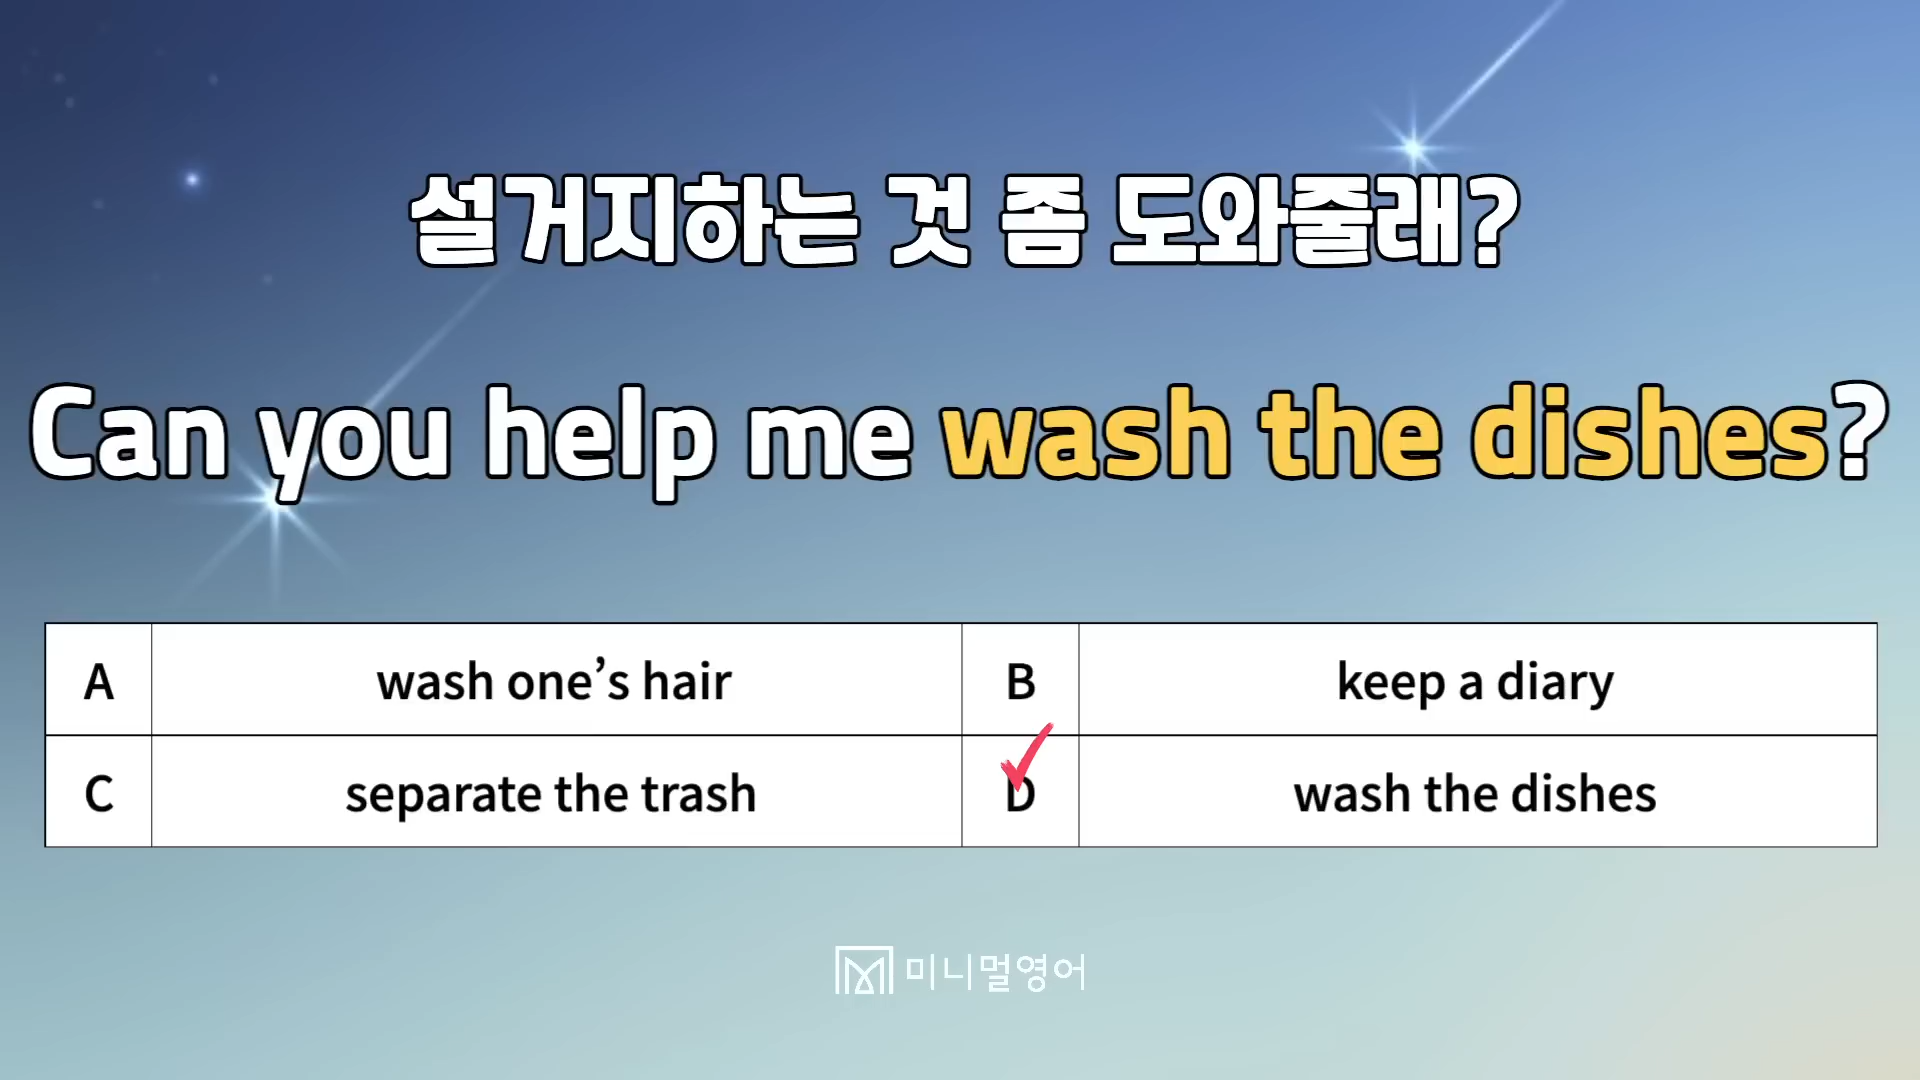 설거지하는 것 좀 도와줄래?
Can you help me wash the dishes?
A wash one’s hair B keep a diary
C separate the trash D wash the dishes
미니멀영어